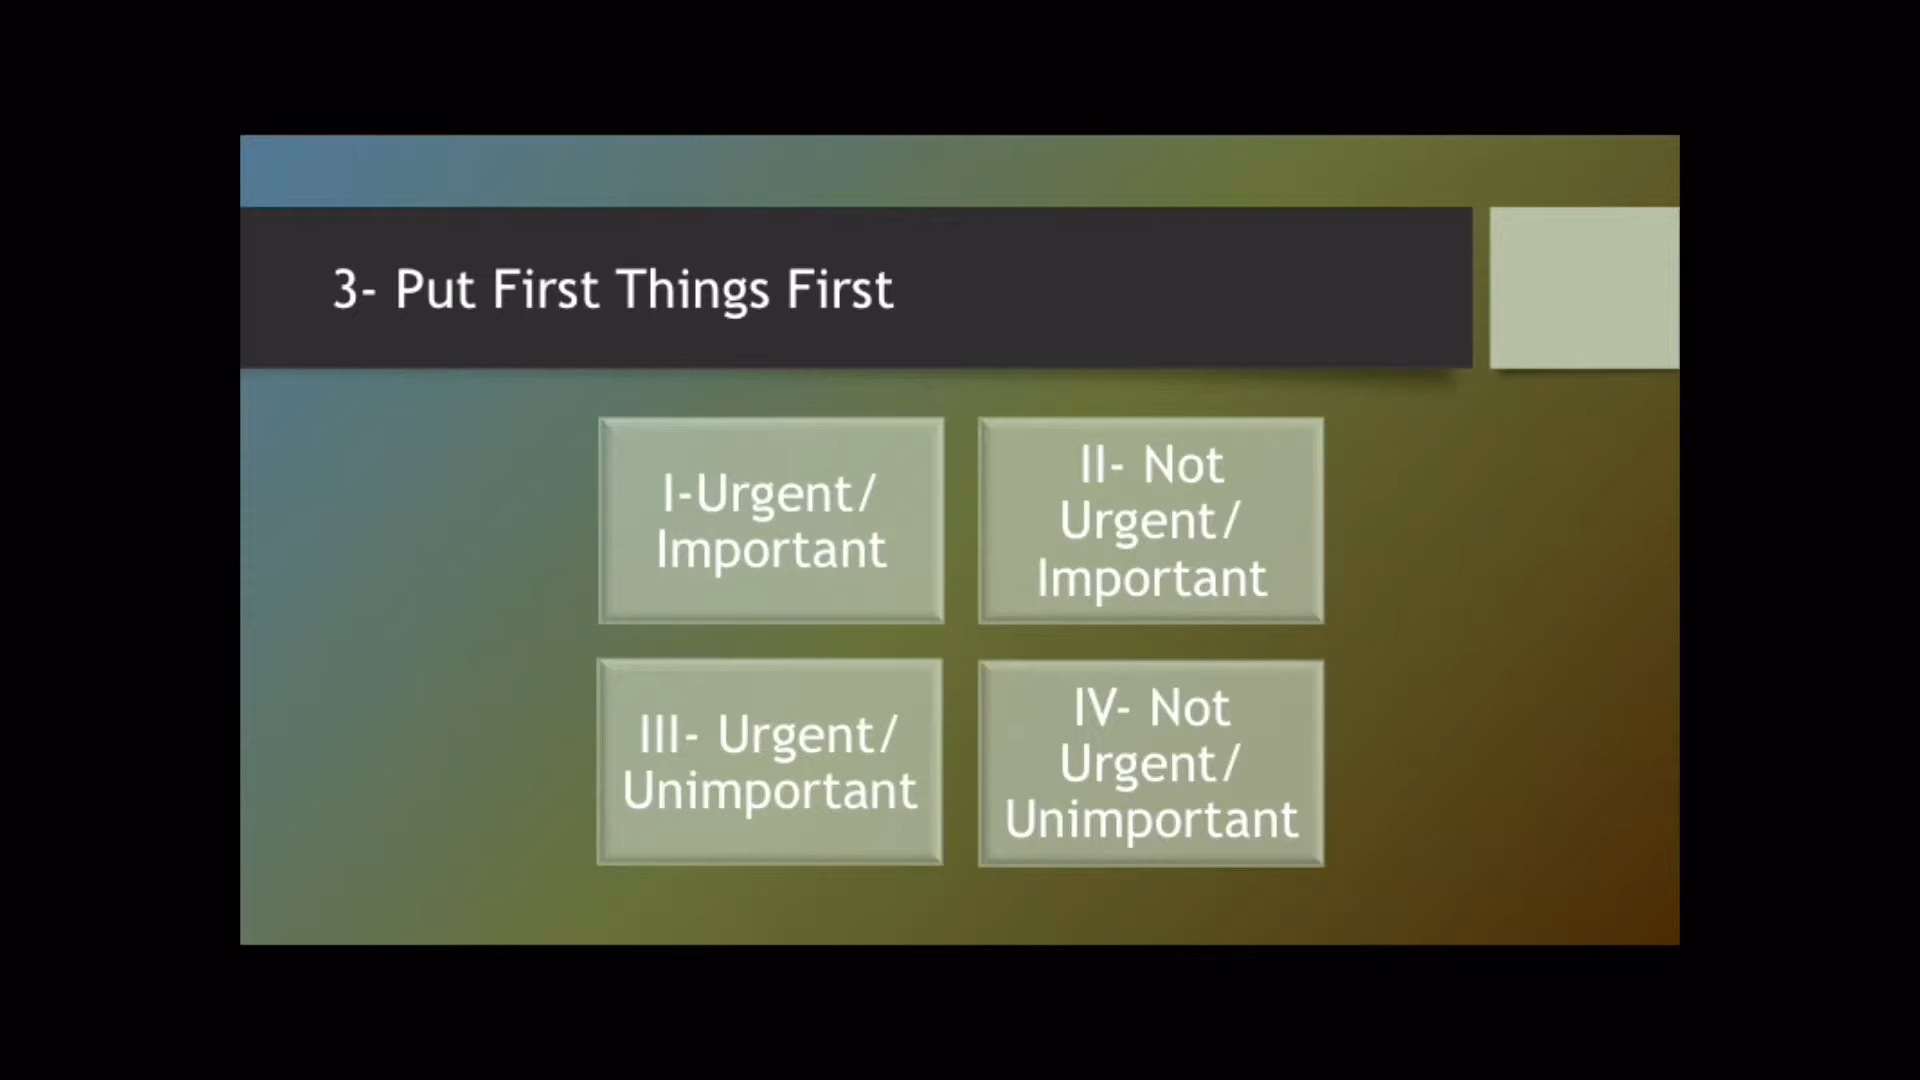 3- Put First Things First
I-Urgent/
Important
II- Not
Urgent/
Important
III- Urgent/
Unimportant
IV- Not
Urgent/
Unimportant